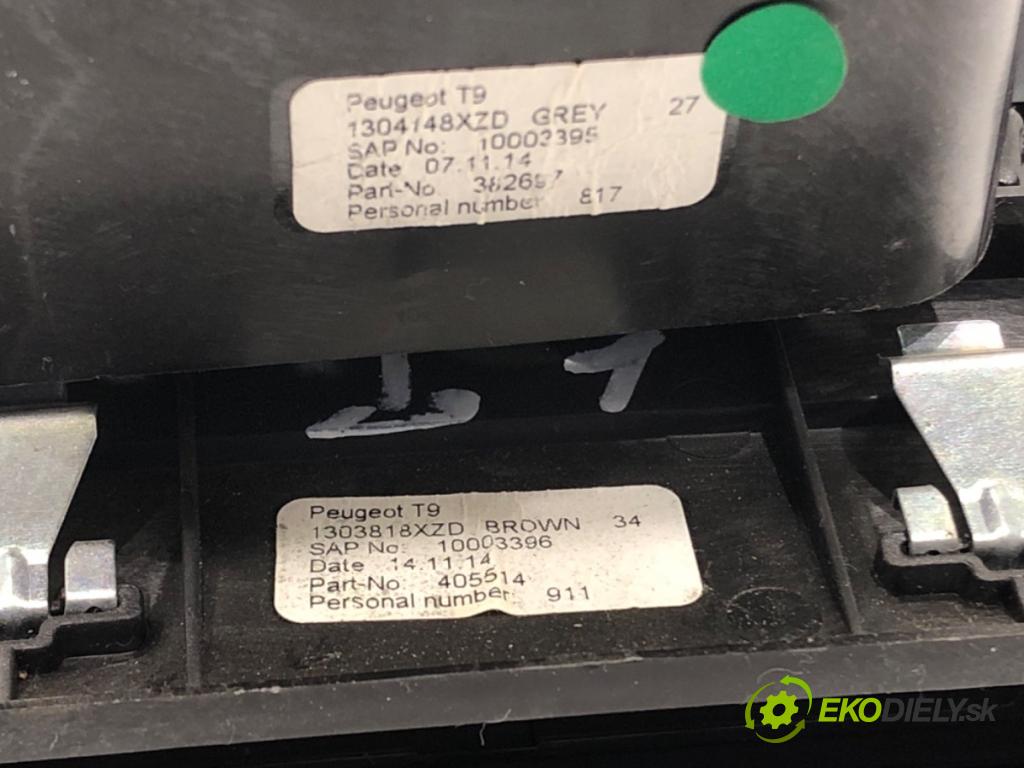 Peugeot T9
1304148XZD GREY 27
SAP No: 10003395
Date 07.11.14
Part-No 382697
Personal number 817
Peugeot T9
1303818XZD BROWN 34
SAP No: 10003396
Date 14.11.14
Part-No 405514
Personal number: 911
EKODIELY.sk